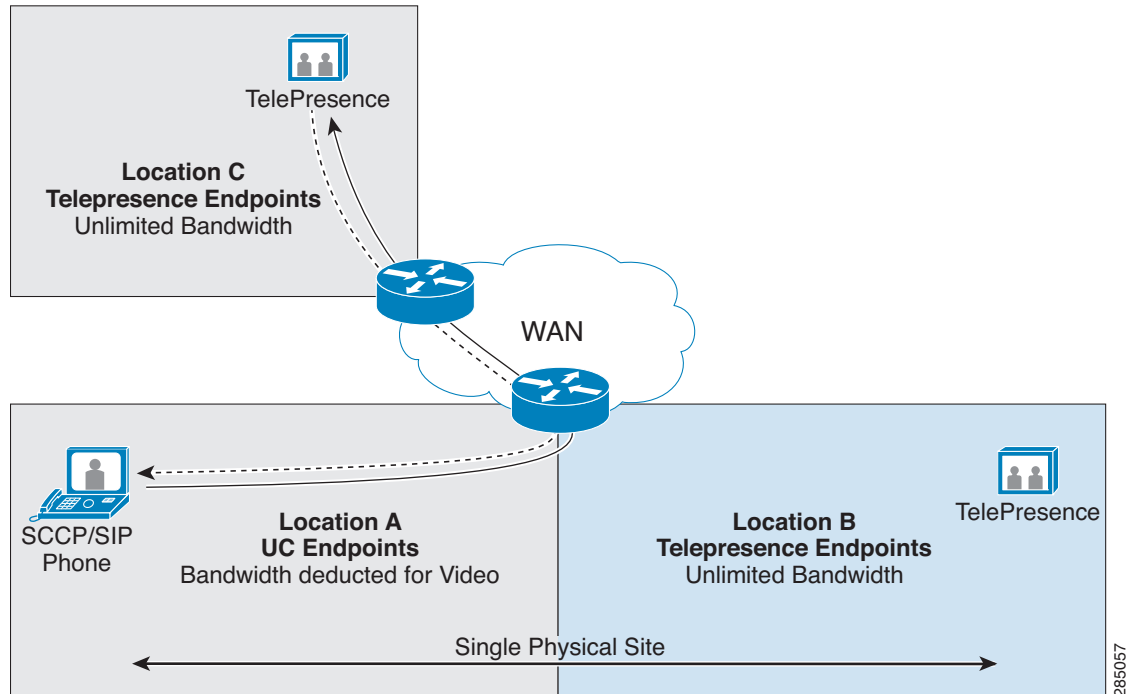 TelePresence
Location C
Telepresence Endpoints
Unlimited Bandwidth
WAN
SCCP/SIP
Phone
Location A
UC Endpoints
Bandwidth deducted for Video
Location B
Telepresence Endpoints
Unlimited Bandwidth
TelePresence
Single Physical Site
285057